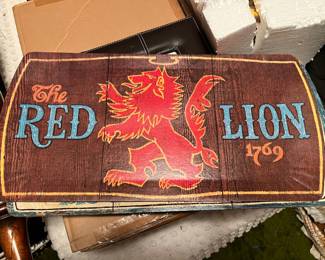 The
RED LION
1769